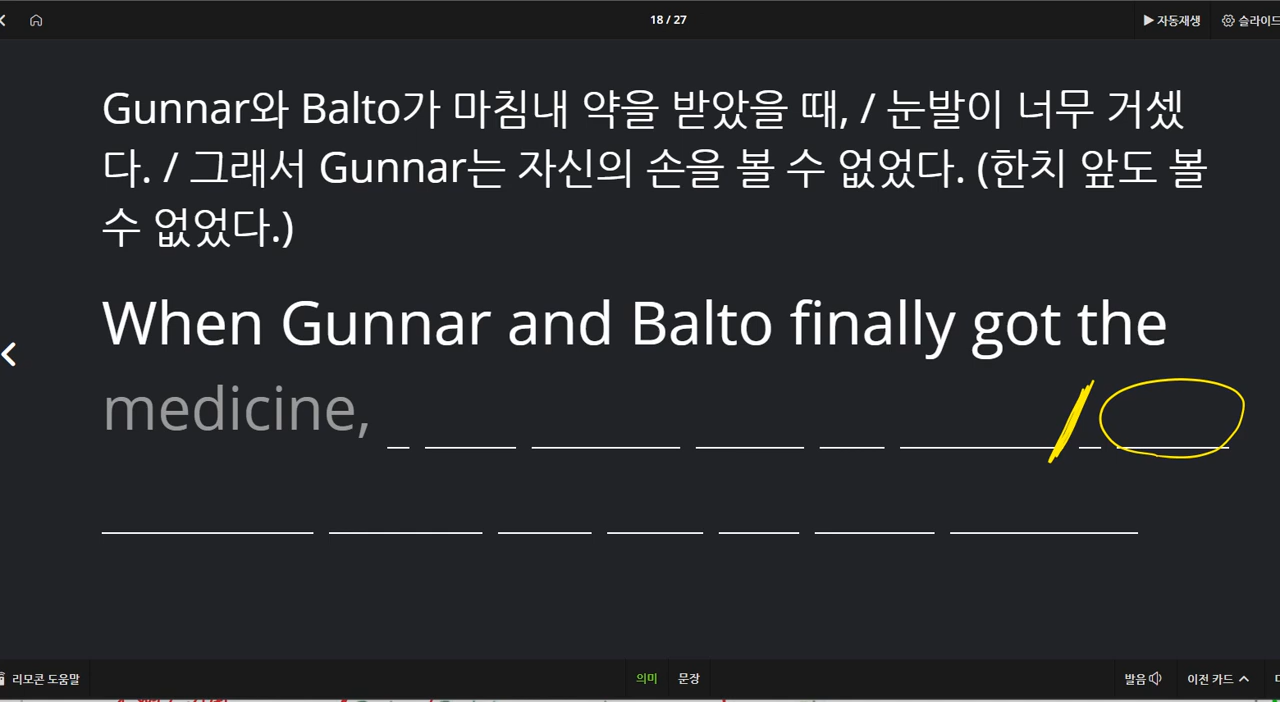 18 / 27
▶ 자동재생
슬라이드
Gunnar와 Balto가 마침내 약을 받았을 때, / 눈발이 너무 거셌
다. / 그래서 Gunnar는 자신의 손을 볼 수 없었다. (한치 앞도 볼
수 없었다.)
When Gunnar and Balto finally got the
medicine,
리모콘 도움말
의미
문장
발음
이전 카드